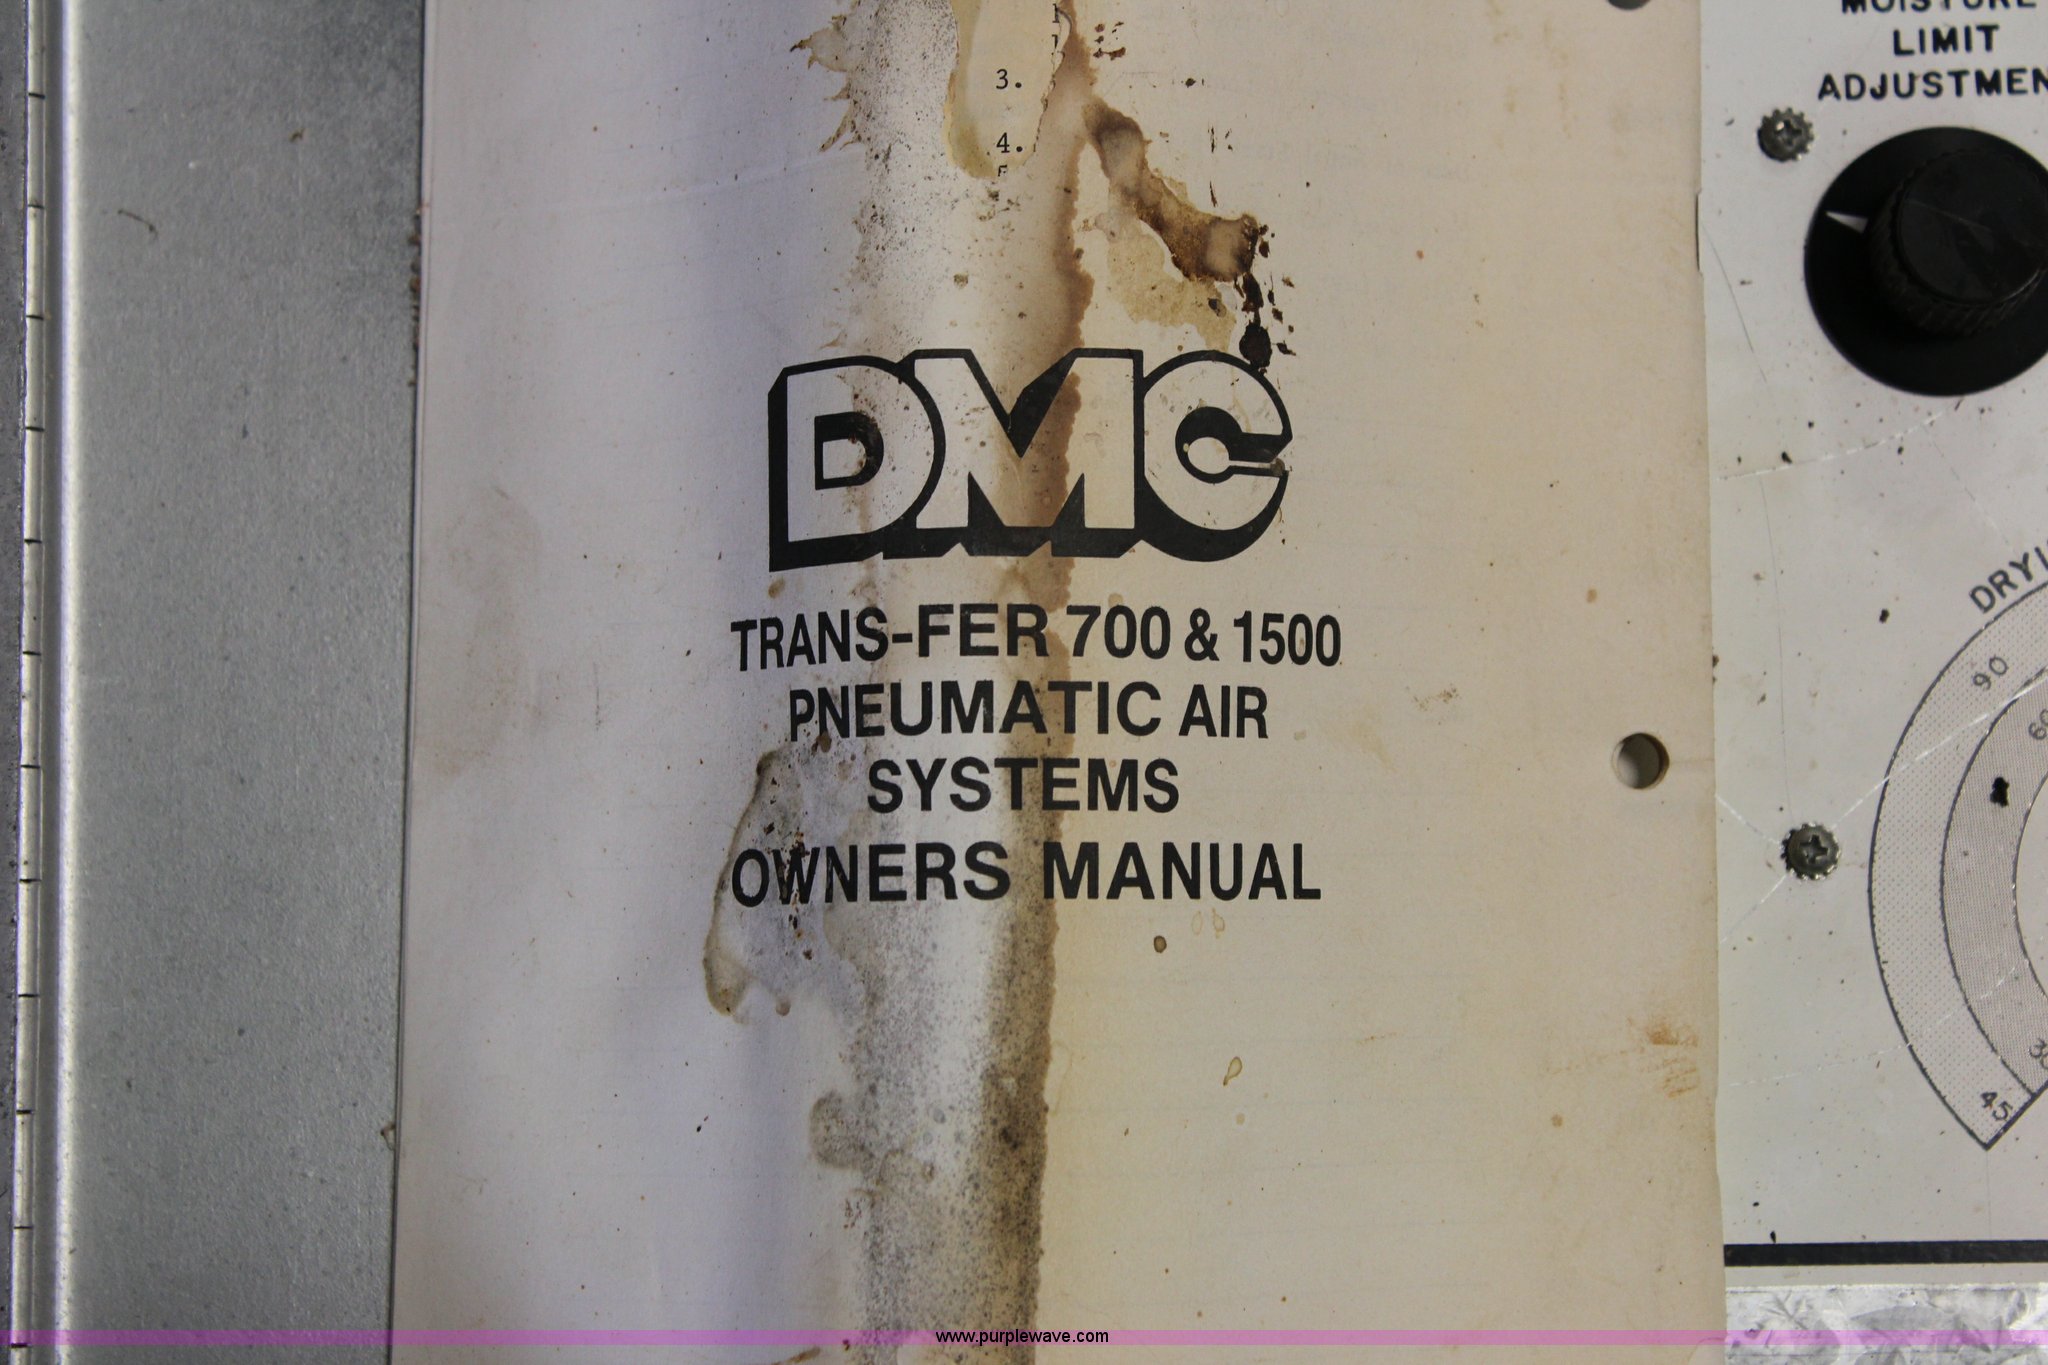 3.
4.
DMC
TRANS-FER 700 & 1500
PNEUMATIC AIR
SYSTEMS
OWNERS MANUAL
MOISTURE
LIMIT
ADJUSTMEN
90
60
30
45
www.purplewave.com